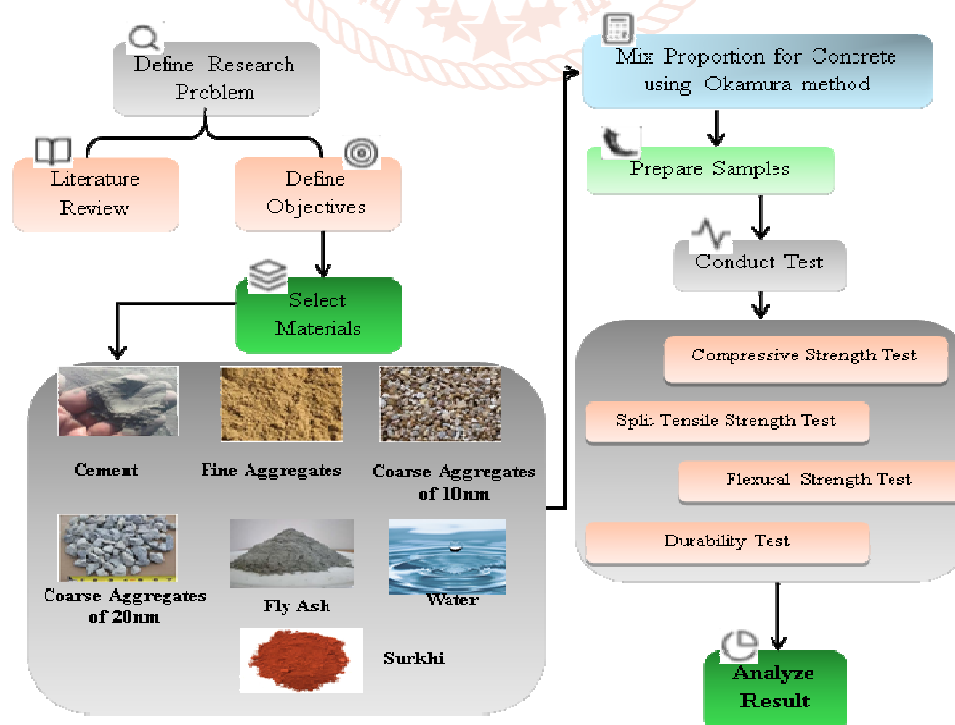 Define Research
Problem
Literature
Review
Define
Objectives
Select
Materials
Cement
Fine Aggregates
Coarse Aggregates
of 10nm
Coarse Aggregates
of 20nm
Fly Ash
Water
Surkhi
Mix Proportion for Concrete
using Okamura method
Prepare Samples
Conduct Test
Compressive Strength Test
Split Tensile Strength Test
Flexural Strength Test
Durability Test
Analyze
Result